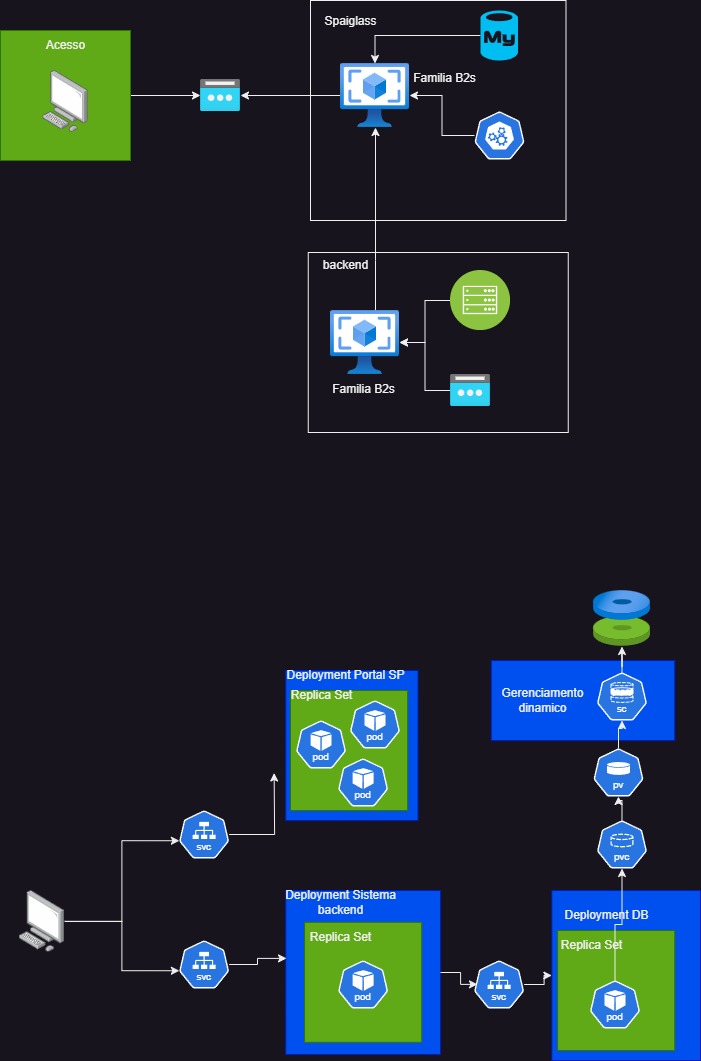 Acesso
Spaiglass
My
Familia B2s
backend
Familia B2s
Deployment Portal SP
Replica Set
pod
pod
pod
Gerenciamento
dinamico
sc
pv
pvc
svc
svc
Deployment Sistema
backend
Replica Set
pod
svc
Deployment DB
Replica Set
pod